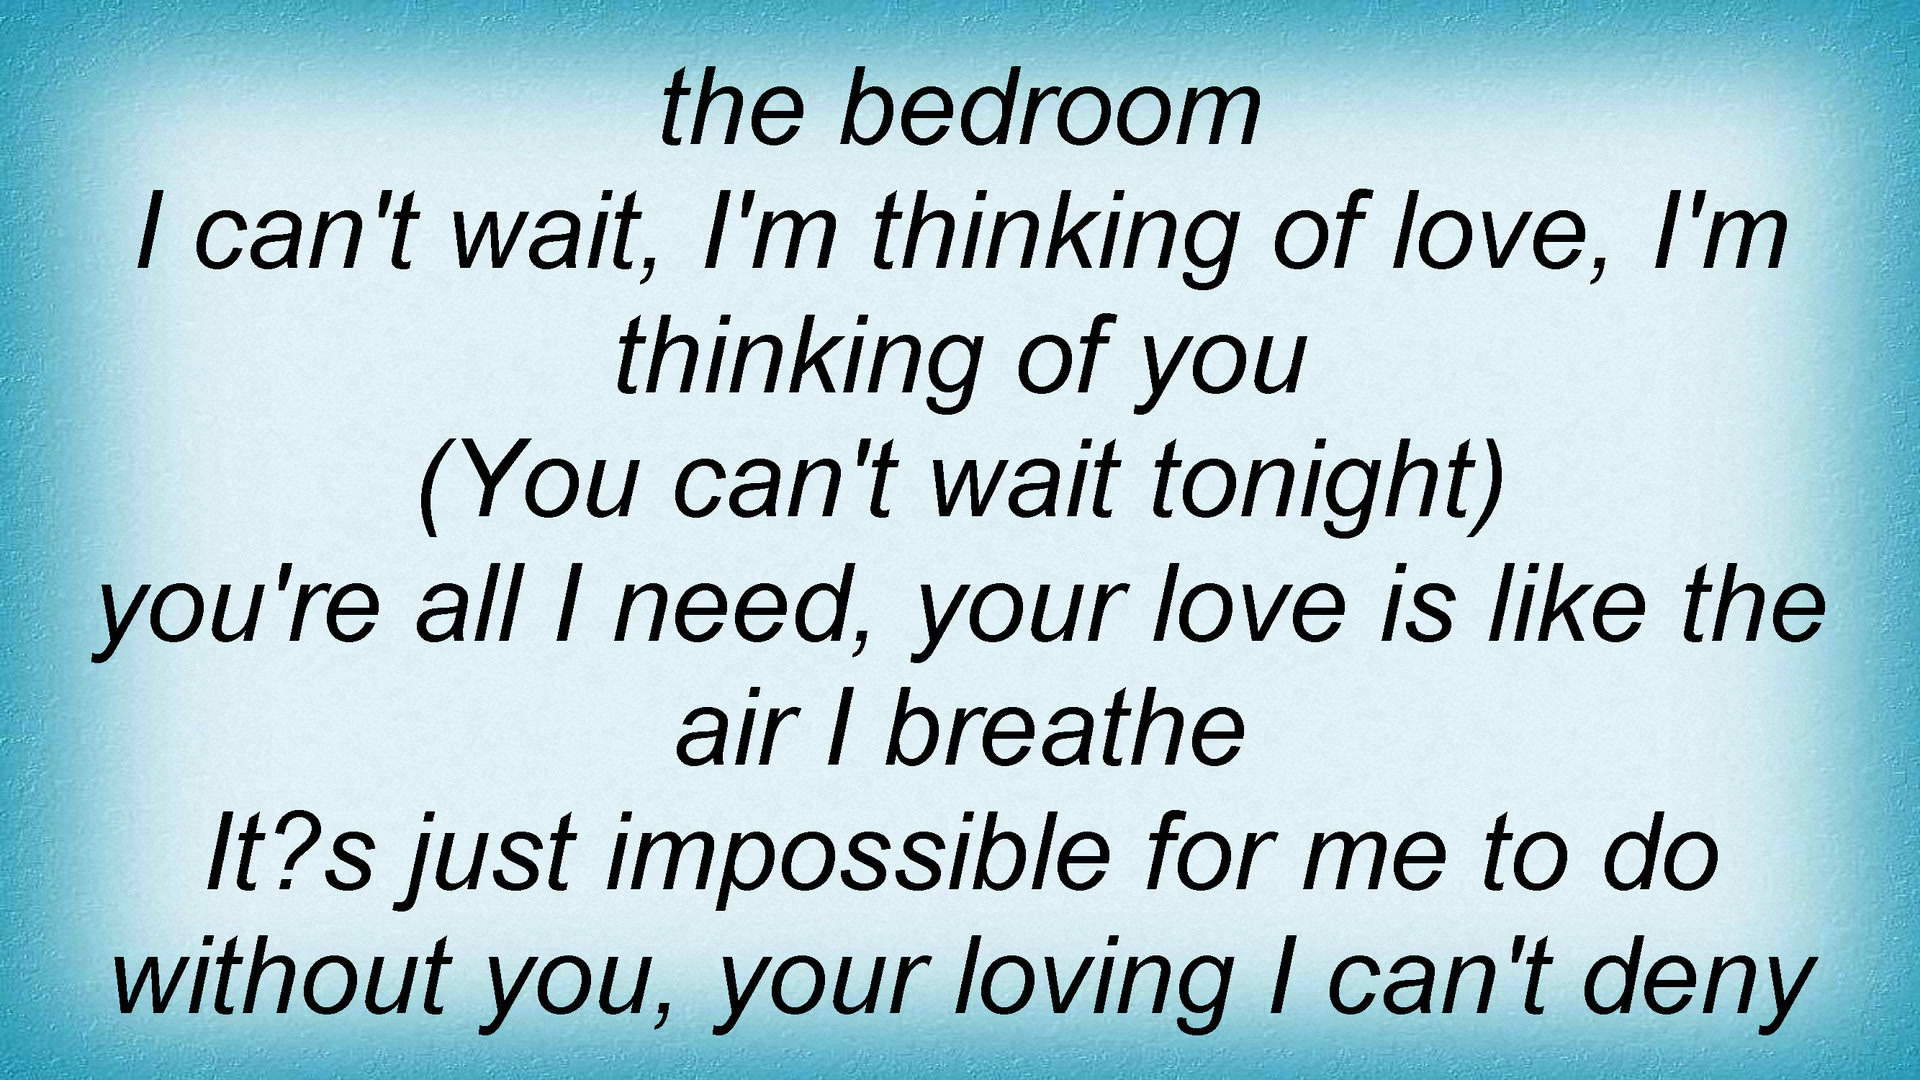 the bedroom
I can't wait, I'm thinking of love, I'm
thinking of you
(You can't wait tonight)
you're all I need, your love is like the
air I breathe
It?s just impossible for me to do
without you, your loving I can't deny